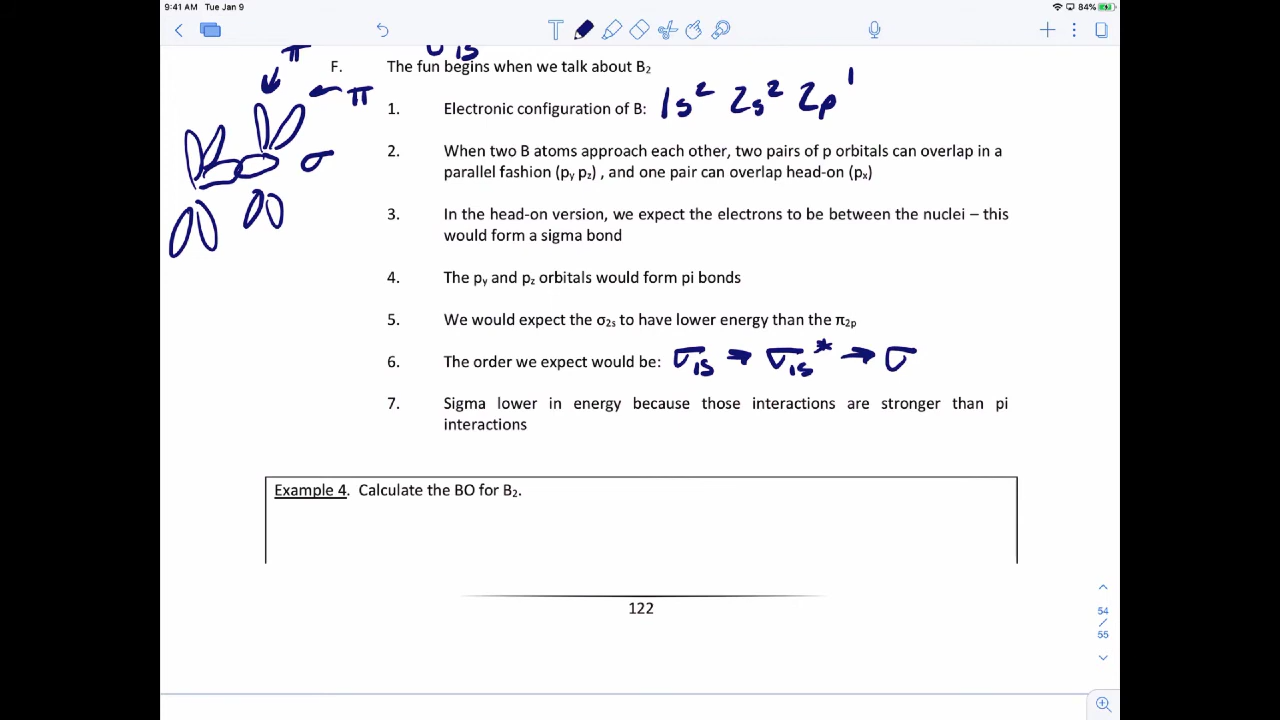 9:41 AM Tue Jan 9
84%
T
π
σ1s
F. The fun begins when we talk about B₂
π
1. Electronic configuration of B: 1s² 2s² 2p¹
σ
2. When two B atoms approach each other, two pairs of p orbitals can overlap in a
parallel fashion (pᵧ p_z) , and one pair can overlap head-on (pₓ)
3. In the head-on version, we expect the electrons to be between the nuclei – this
would form a sigma bond
4. The pᵧ and p_z orbitals would form pi bonds
5. We would expect the σ₂ₛ to have lower energy than the π₂ₚ
6. The order we expect would be: σ1s → σ1s* → σ
7. Sigma lower in energy because those interactions are stronger than pi
interactions
Example 4. Calculate the BO for B₂.
122
54
/
55